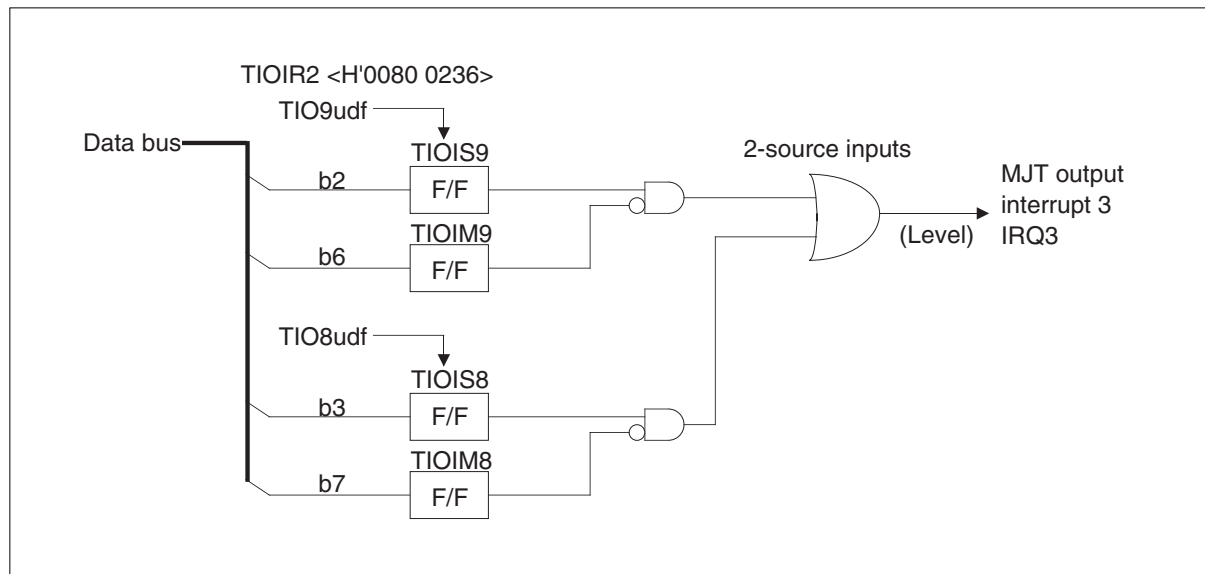 TIOIR2 <H'0080 0236>
TIO9udf
Data bus
TIOIS9
b2
F/F
TIOIM9
b6
F/F
TIO8udf
TIOIS8
b3
F/F
TIOIM8
b7
F/F
2-source inputs
(Level)
MJT output
interrupt 3
IRQ3